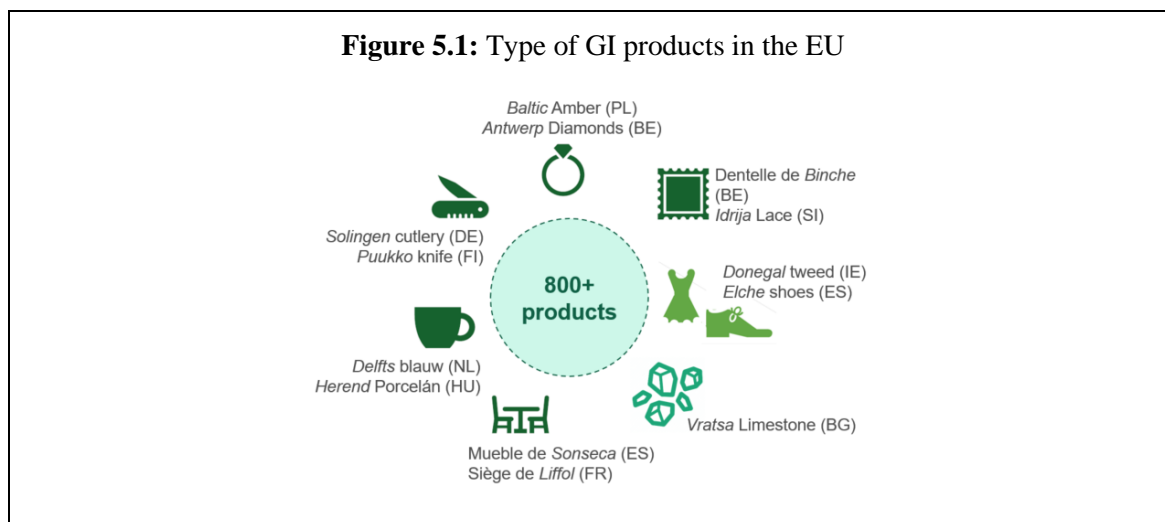 Figure 5.1: Type of GI products in the EU
Baltic Amber (PL)
Antwerp Diamonds (BE)
Dentelle de Binche
(BE)
Idrija Lace (SI)
Solingen cutlery (DE)
Puukko knife (FI)
Donegal tweed (IE)
Elche shoes (ES)
800+
products
Delfts blauw (NL)
Herend Porcelán (HU)
Vratsa Limestone (BG)
Mueble de Sonseca (ES)
Siège de Liffol (FR)